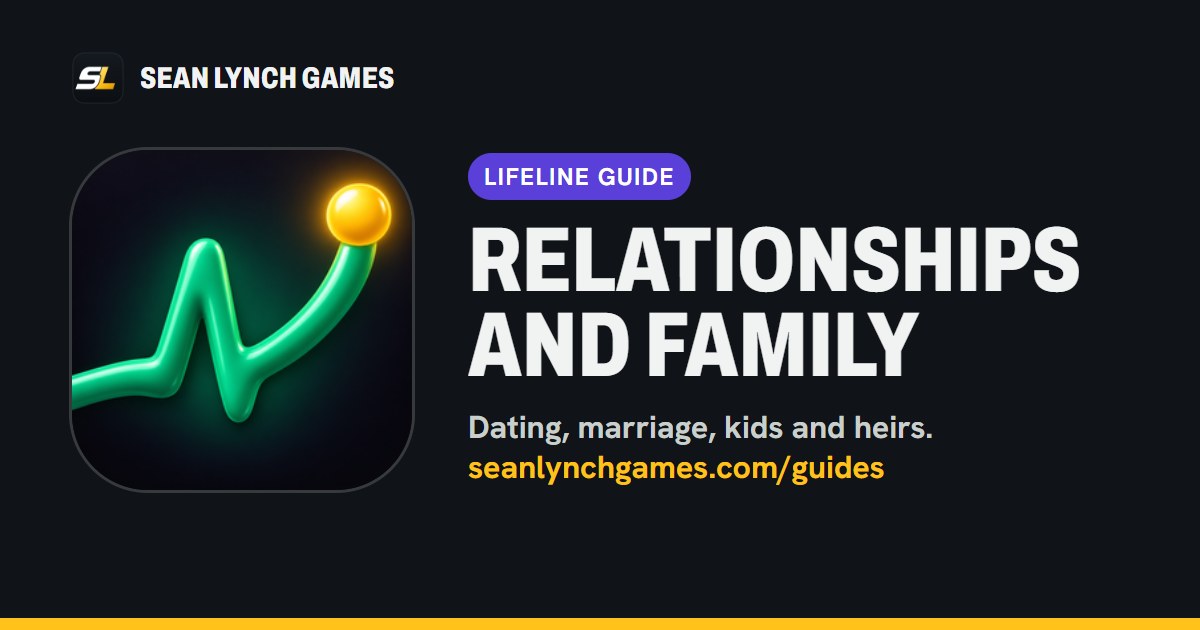 SL
SEAN LYNCH GAMES
LIFELINE GUIDE
RELATIONSHIPS
AND FAMILY
Dating, marriage, kids and heirs.
seanlynchgames.com/guides